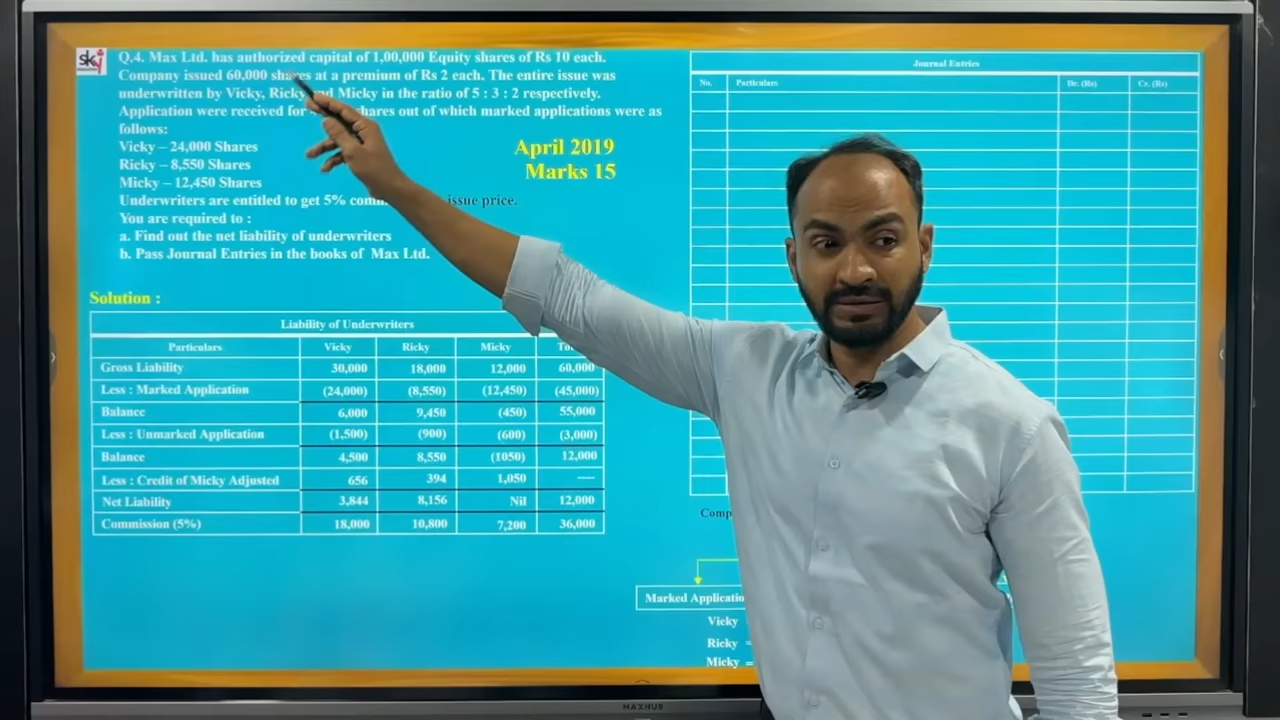 sk
Q.4. Max Ltd. has authorized capital of 1,00,000 Equity shares of Rs 10 each.
Company issued 60,000 shares at a premium of Rs 2 each. The entire issue was
underwritten by Vicky, Ricky and Micky in the ratio of 5 : 3 : 2 respectively.
Application were received for shares out of which marked applications were as
follows:
Vicky – 24,000 Shares
Ricky – 8,550 Shares
Micky – 12,450 Shares
April 2019
Marks 15
Underwriters are entitled to get 5% issue price.
You are required to :
a. Find out the net liability of underwriters
b. Pass Journal Entries in the books of Max Ltd.
Solution :
Liability of Underwriters
Particulars Vicky Ricky Micky
Gross Liability 30,000 18,000 12,000 60,000
Less : Marked Application (24,000) (8,550) (12,450) (45,000)
Balance 6,000 9,450 (450) 55,000
Less : Unmarked Application (1,500) (900) (600) (3,000)
Balance 4,500 8,550 (1050) 12,000
Less : Credit of Micky Adjusted 656 394 1,050 —
Net Liability 3,844 8,156 Nil 12,000
Commission (5%) 18,000 10,800 7,200 36,000
Journal Entries
No. Particulars Dr. (Rs) Cr. (Rs)
Marked
Vicky
Ricky =
Micky =
MAXHUB